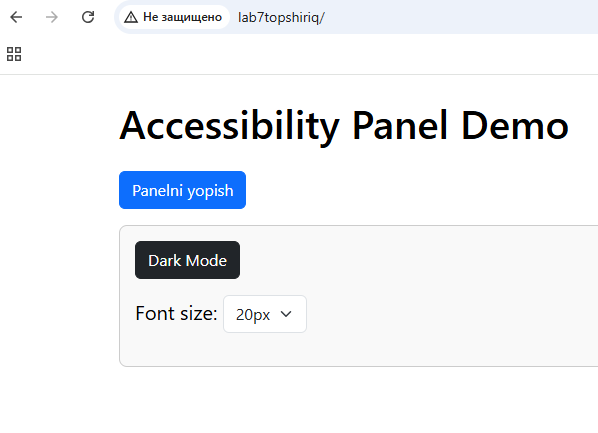 Не защищено lab7topshiriq/
Accessibility Panel Demo
Panelni yopish
Dark Mode
Font size: 20px